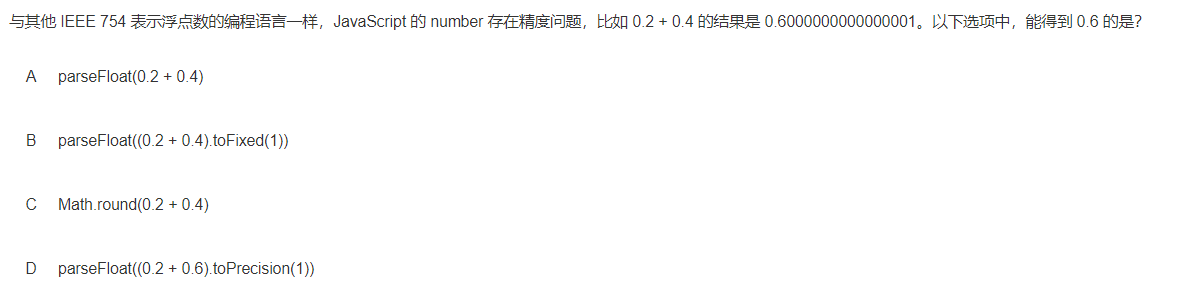 与其他 IEEE 754 表示浮点数的编程语言一样，JavaScript 的 number 存在精度问题，比如 0.2 + 0.4 的结果是 0.6000000000000001。以下选项中，能得到 0.6 的是?
A parseFloat(0.2 + 0.4)
B parseFloat((0.2 + 0.4).toFixed(1))
C Math.round(0.2 + 0.4)
D parseFloat((0.2 + 0.6).toPrecision(1))